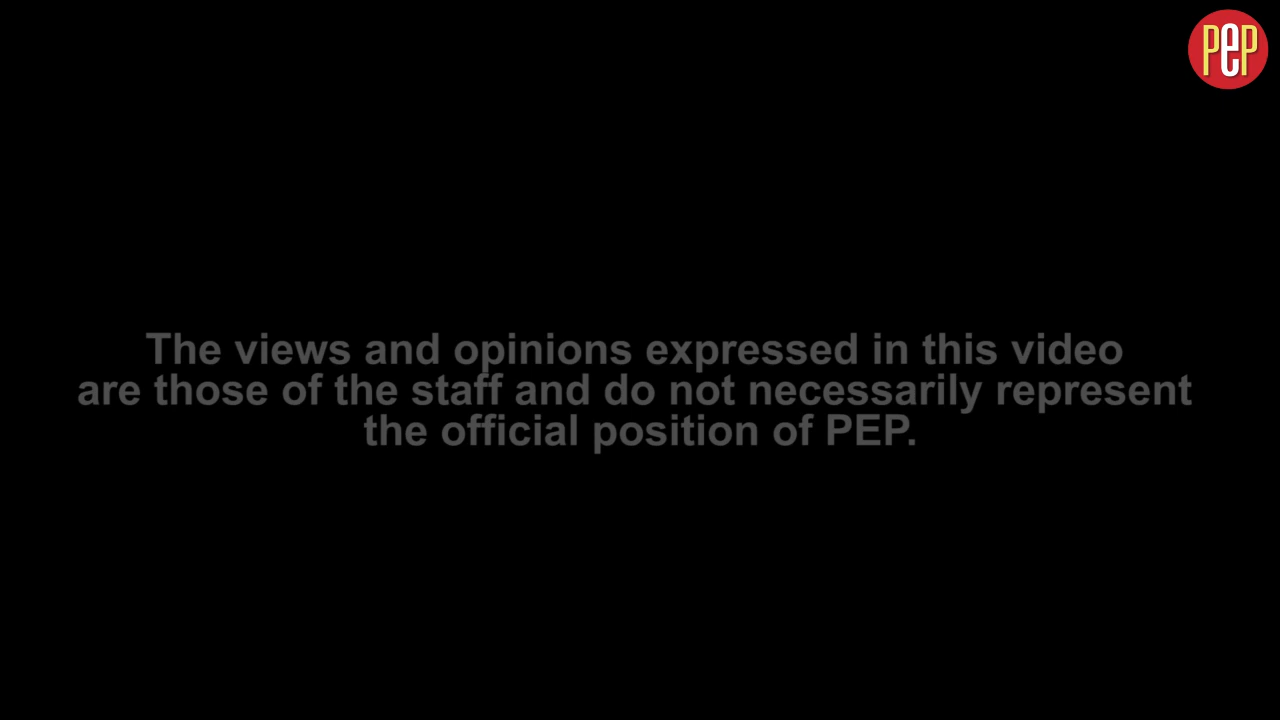 PEP
The views and opinions expressed in this video
are those of the staff and do not necessarily represent
the official position of PEP.